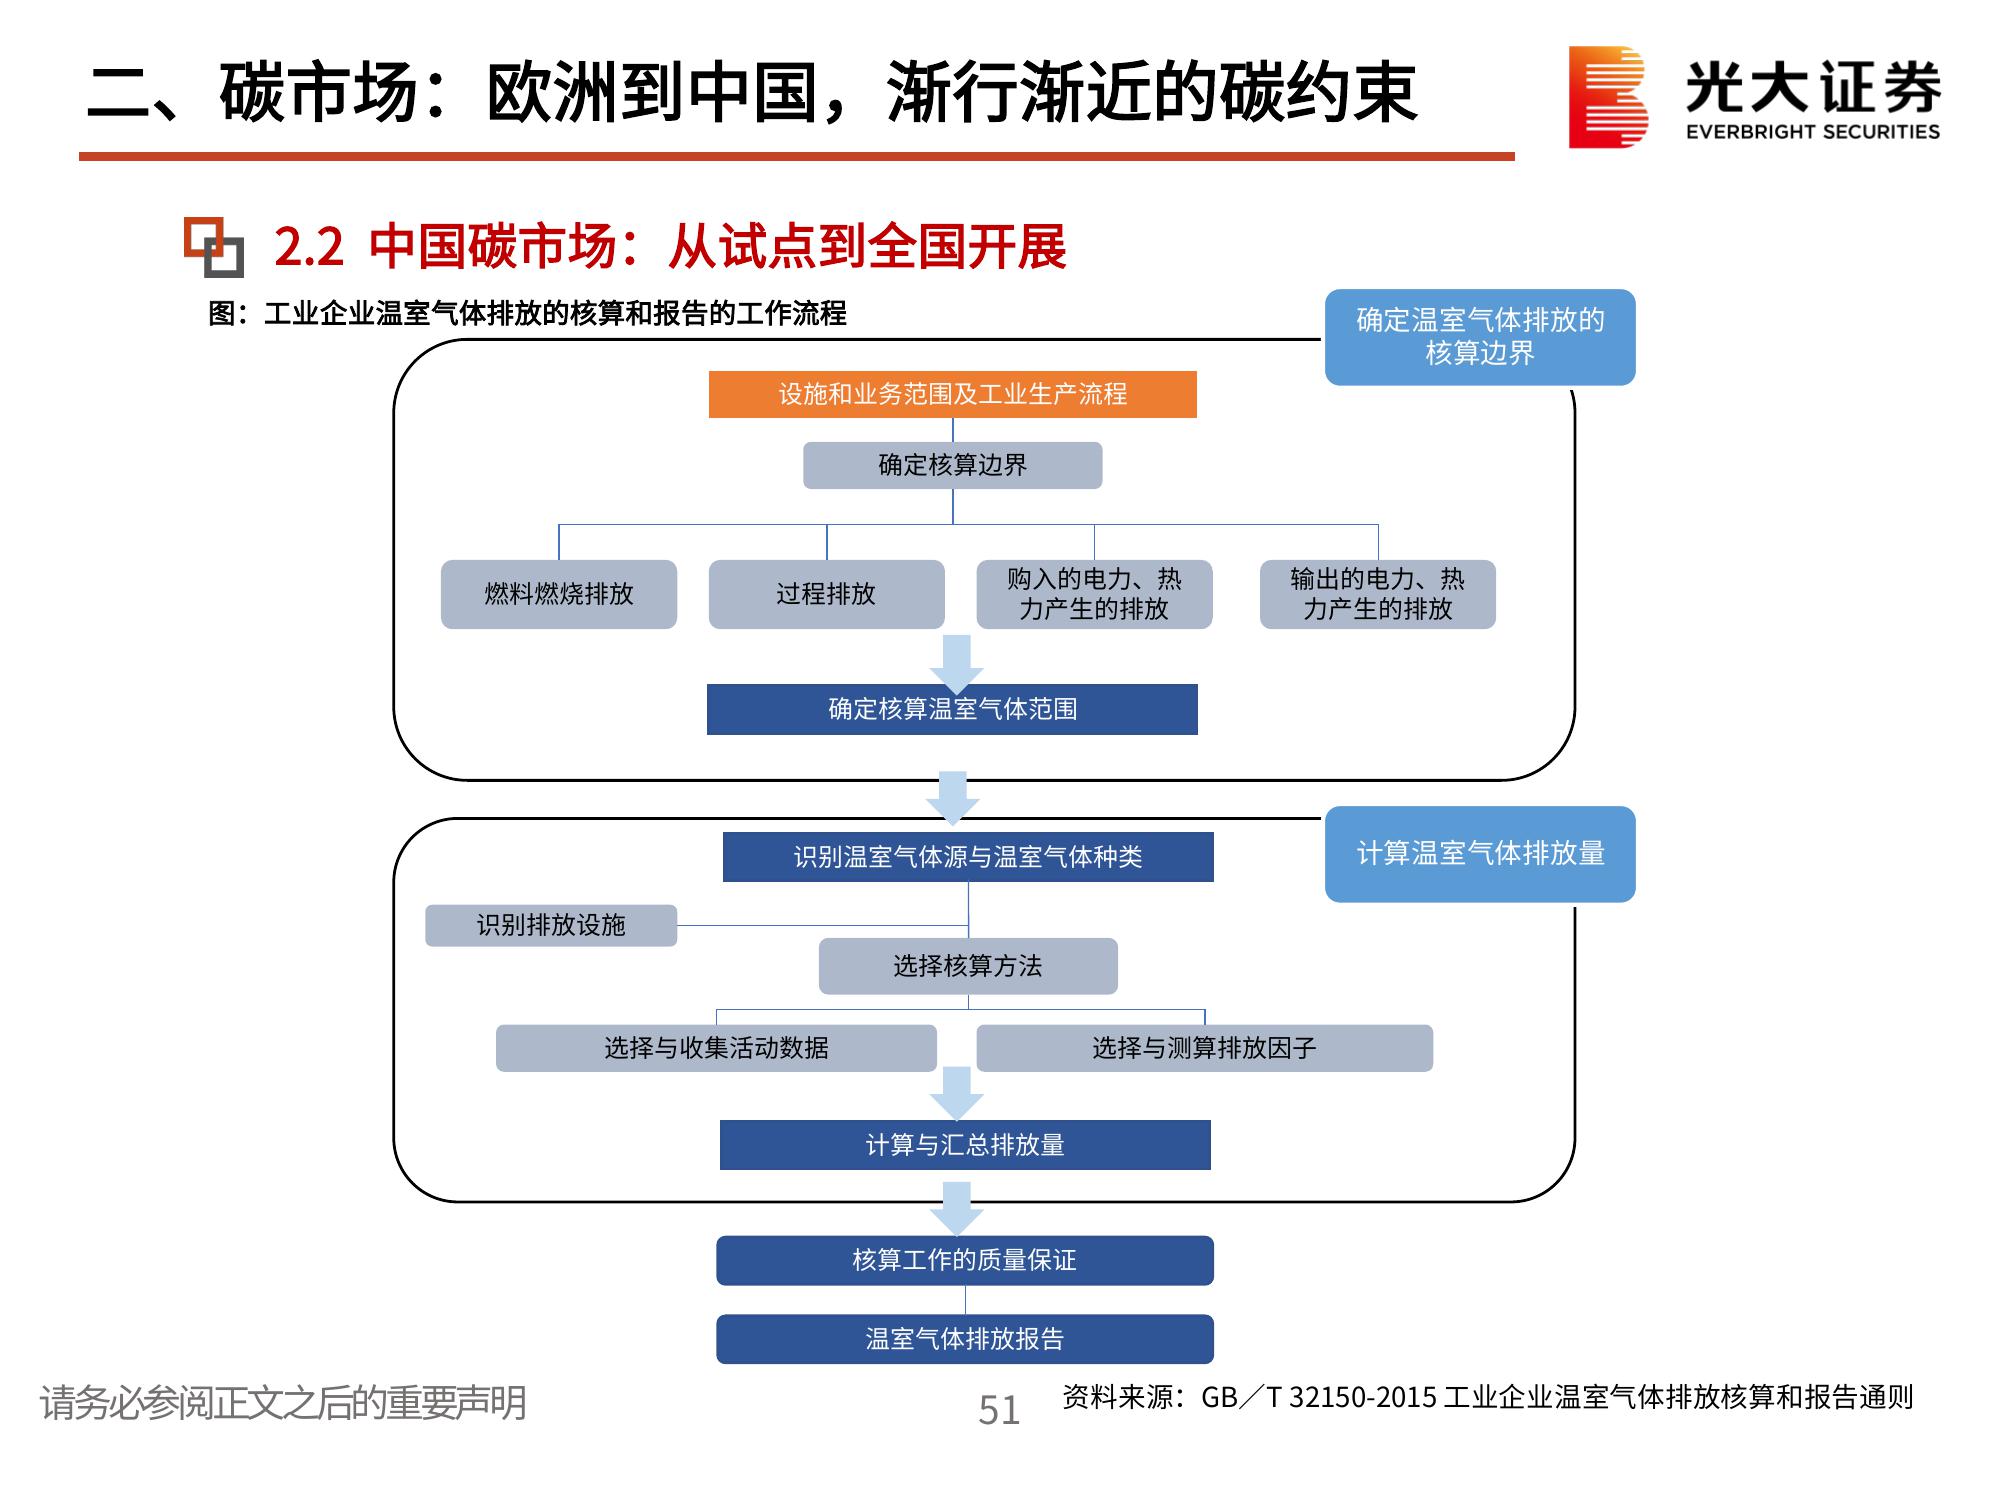 二、碳市场：欧洲到中国，渐行渐近的碳约束
光大证券
EVERBRIGHT SECURITIES
2.2 中国碳市场：从试点到全国开展
图：工业企业温室气体排放的核算和报告的工作流程
确定温室气体排放的
核算边界
设施和业务范围及工业生产流程
确定核算边界
燃料燃烧排放
过程排放
购入的电力、热
力产生的排放
输出的电力、热
力产生的排放
确定核算温室气体范围
识别温室气体源与温室气体种类
计算温室气体排放量
识别排放设施
选择核算方法
选择与收集活动数据
选择与测算排放因子
计算与汇总排放量
核算工作的质量保证
温室气体排放报告
请务必参阅正文之后的重要声明
51
资料来源：GB／T 32150-2015 工业企业温室气体排放核算和报告通则